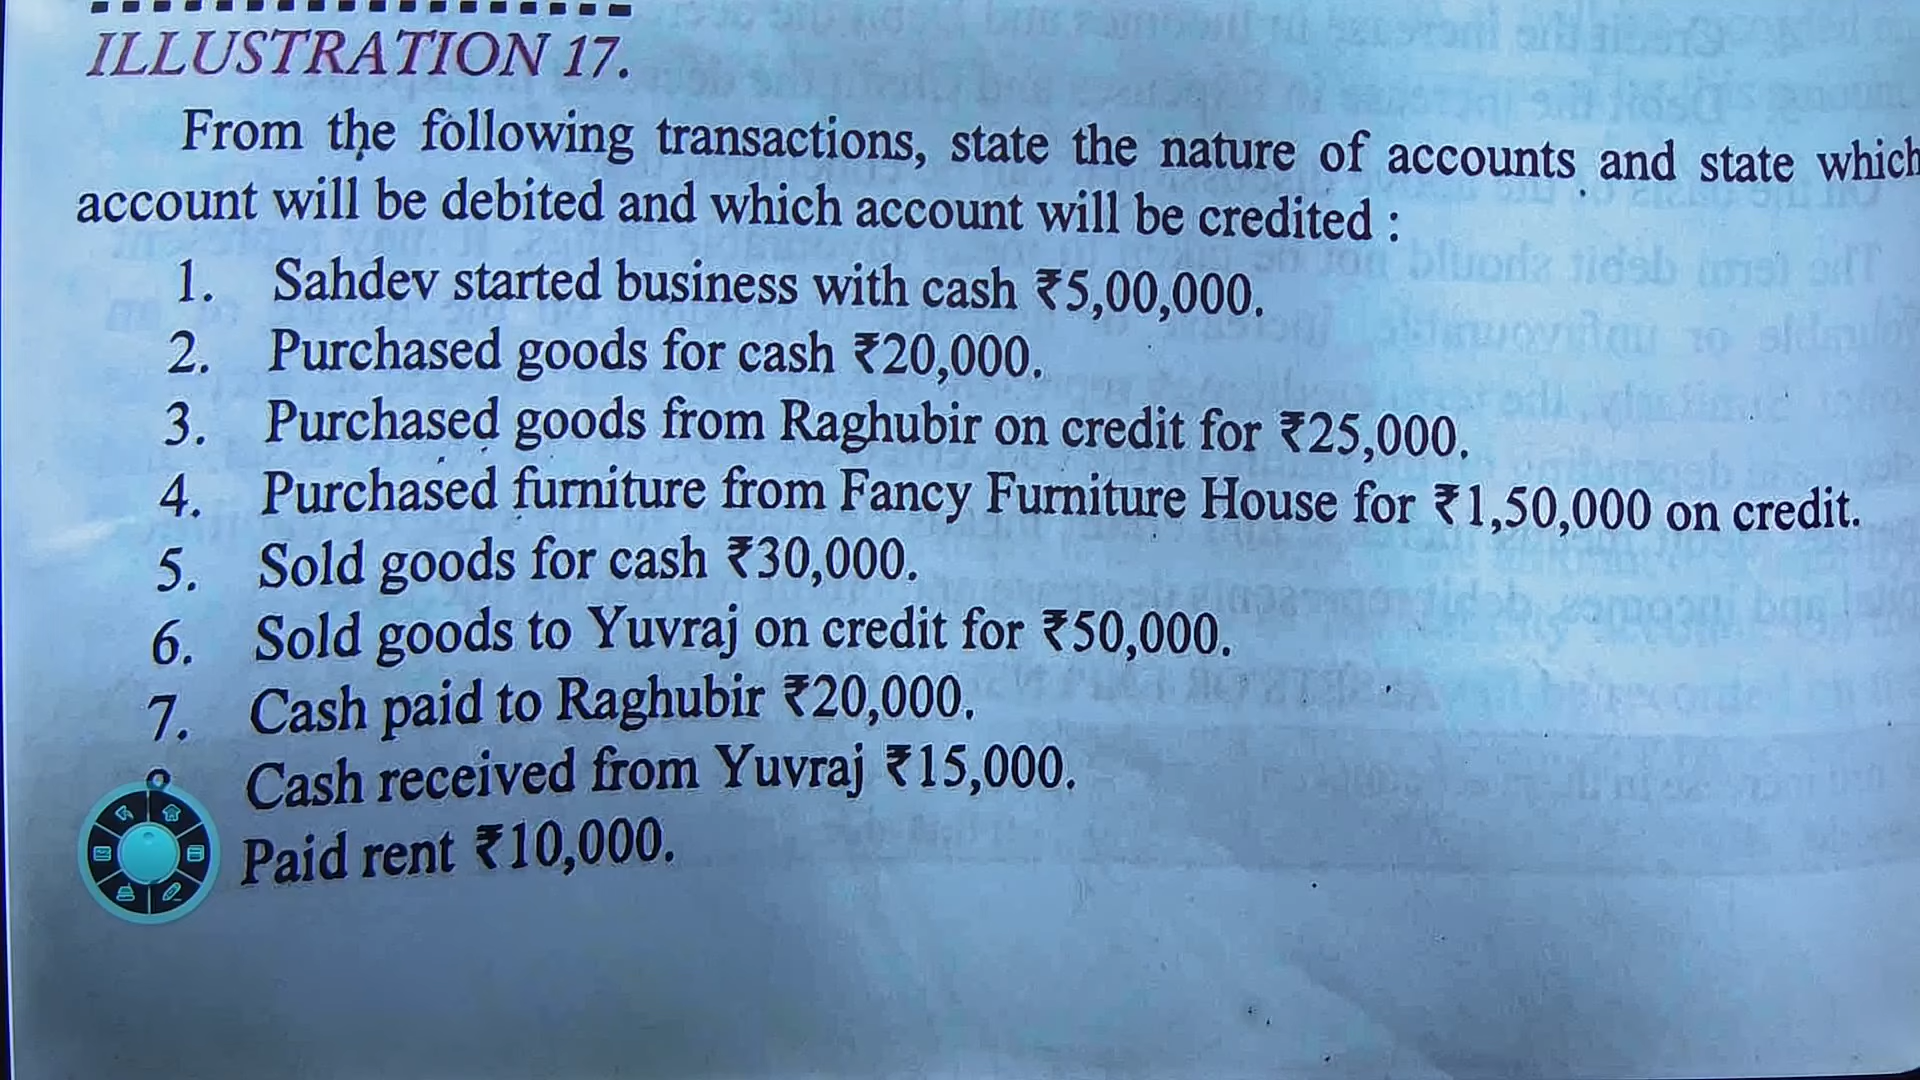 ILLUSTRATION 17.
From the following transactions, state the nature of accounts and state which
account will be debited and which account will be credited :
1. Sahdev started business with cash ₹5,00,000.
2. Purchased goods for cash ₹20,000.
3. Purchased goods from Raghubir on credit for ₹25,000.
4. Purchased furniture from Fancy Furniture House for ₹1,50,000 on credit.
5. Sold goods for cash ₹30,000.
6. Sold goods to Yuvraj on credit for ₹50,000.
7. Cash paid to Raghubir ₹20,000.
Cash received from Yuvraj ₹15,000.
Paid rent ₹10,000.